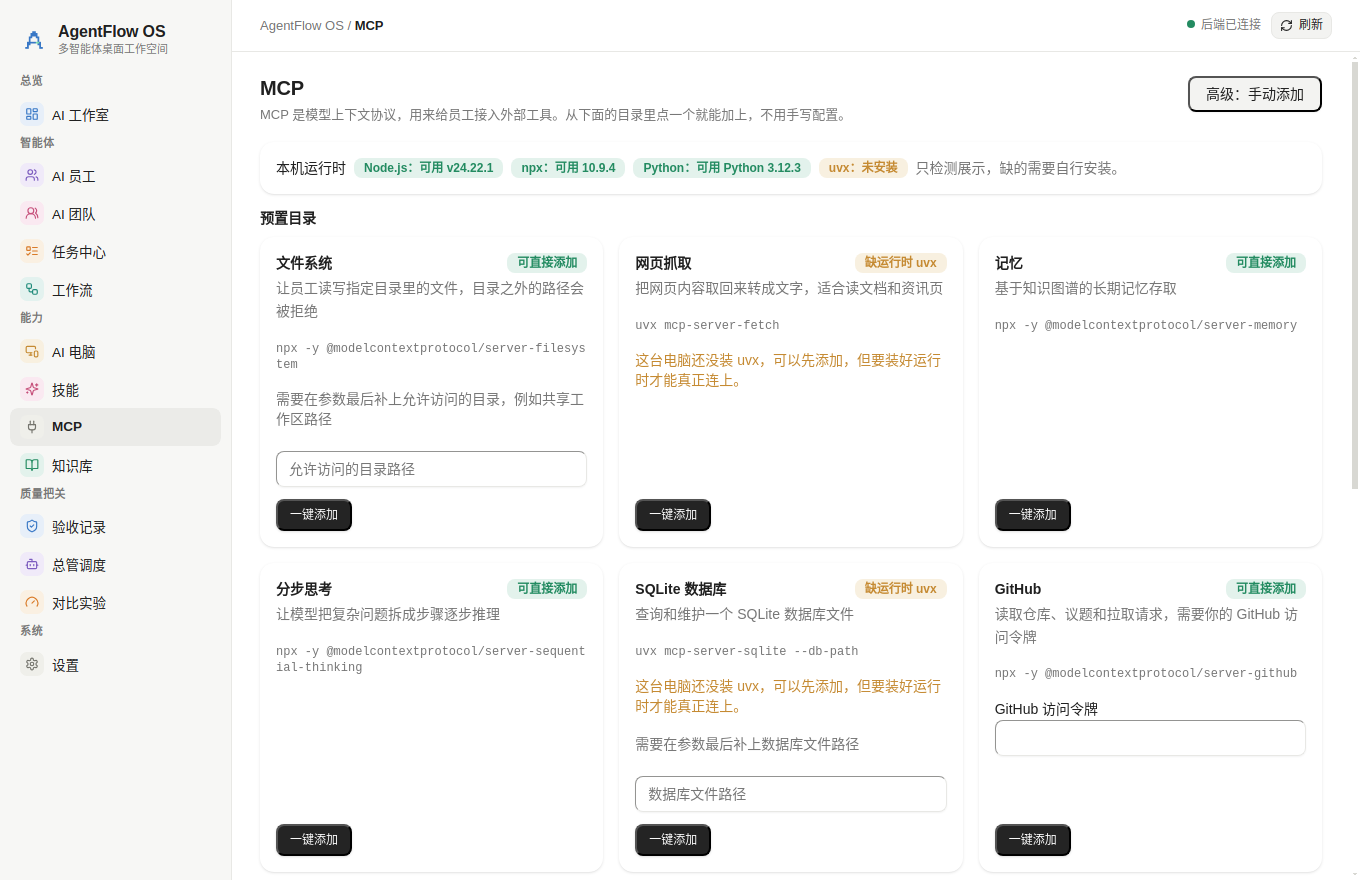 AgentFlow OS
多智能体桌面工作空间
总览
AI 工作室
智能体
AI 员工
AI 团队
任务中心
工作流
能力
AI 电脑
技能
MCP
知识库
质量把关
验收记录
总管调度
对比实验
系统
设置
AgentFlow OS / MCP
后端已连接
刷新
MCP
MCP 是模型上下文协议，用来给员工接入外部工具。从下面的目录里点一个就能加上，不用手写配置。
高级：手动添加
本机运行时 Node.js：可用 v24.22.1 npx：可用 10.9.4 Python：可用 Python 3.12.3 uvx：未安装 只检测展示，缺的需要自行安装。
预置目录
文件系统 可直接添加
让员工读写指定目录里的文件，目录之外的路径会
被拒绝
npx -y @modelcontextprotocol/server-filesys
tem
需要在参数最后补上允许访问的目录，例如共享工
作区路径
允许访问的目录路径
一键添加
网页抓取 缺运行时 uvx
把网页内容取回来转成文字，适合读文档和资讯页
uvx mcp-server-fetch
这台电脑还没装 uvx，可以先添加，但要装好运行
时才能真正连上。
一键添加
记忆 可直接添加
基于知识图谱的长期记忆存取
npx -y @modelcontextprotocol/server-memory
一键添加
分步思考 可直接添加
让模型把复杂问题拆成步骤逐步推理
npx -y @modelcontextprotocol/server-sequent
ial-thinking
一键添加
SQLite 数据库 缺运行时 uvx
查询和维护一个 SQLite 数据库文件
uvx mcp-server-sqlite --db-path
这台电脑还没装 uvx，可以先添加，但要装好运行
时才能真正连上。
需要在参数最后补上数据库文件路径
数据库文件路径
一键添加
GitHub 可直接添加
读取仓库、议题和拉取请求，需要你的 GitHub 访
问令牌
npx -y @modelcontextprotocol/server-github
GitHub 访问令牌
一键添加